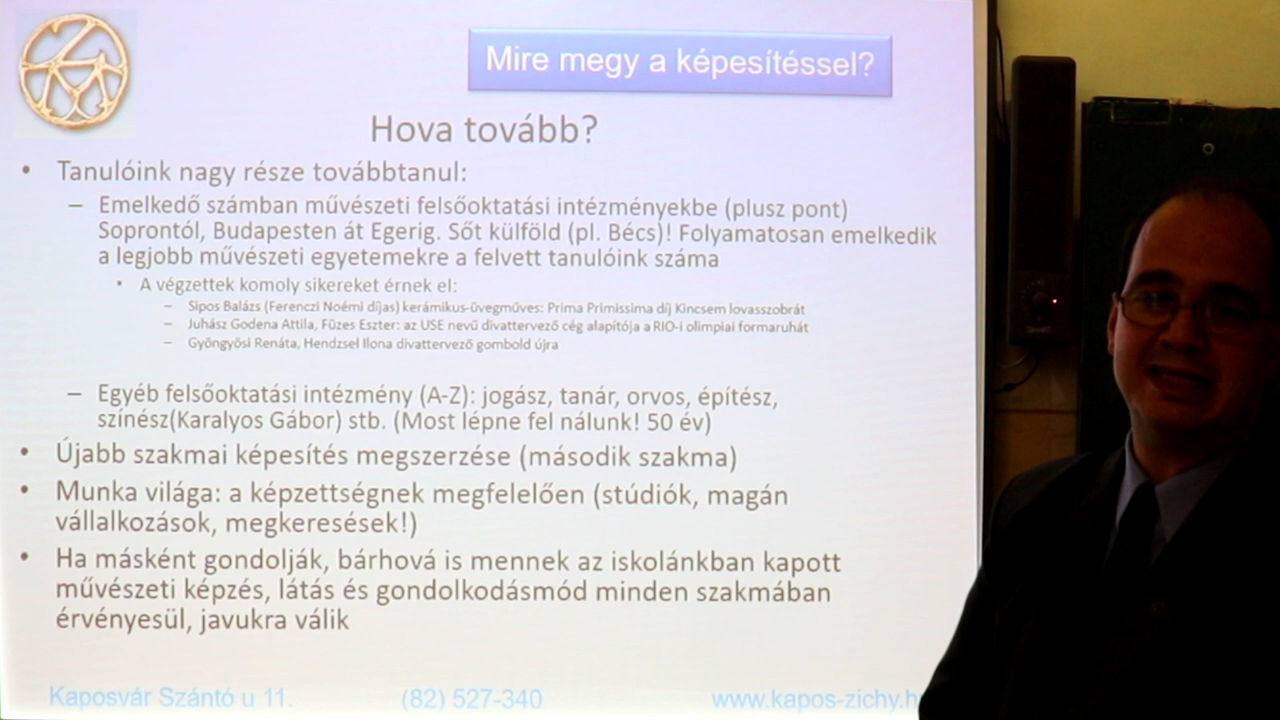 Mire megy a képesítéssel?
Hova tovább?
• Tanulóink nagy része továbbtanul:
– Emelkedő számban művészeti felsőoktatási intézményekbe (plusz pont)
Soprontól, Budapesten át Egerig. Sőt külföld (pl. Bécs)! Folyamatosan emelkedik
a legjobb művészeti egyetemekre a felvett tanulóink száma
• A végzettek komoly sikereket érnek el:
– Sipos Balázs (Ferenczi Noémi díjas) kerámikus-üvegműves: Prima Primissima díj Kincsem lovasszobrát
– Juhász Godena Attila, Füzes Eszter: az USE nevű divattervező cég alapítója a RIO-i olimpiai formaruhát
– Gyöngyösi Renáta, Hendzsel Ilona divattervező gombold újra
– Egyéb felsőoktatási intézmény (A-Z): jogász, tanár, orvos, építész,
színész(Karalyos Gábor) stb. (Most lépne fel nálunk! 50 év)
• Újabb szakmai képesítés megszerzése (második szakma)
• Munka világa: a képzettségnek megfelelően (stúdiók, magán
vállalkozások, megkeresések!)
• Ha másként gondolják, bárhová is mennek az iskolánkban kapott
művészeti képzés, látás és gondolkodásmód minden szakmában
érvényesül, javukra válik
Kaposvár Szántó u 11. (82) 527-340 www.kapos-zichy.h